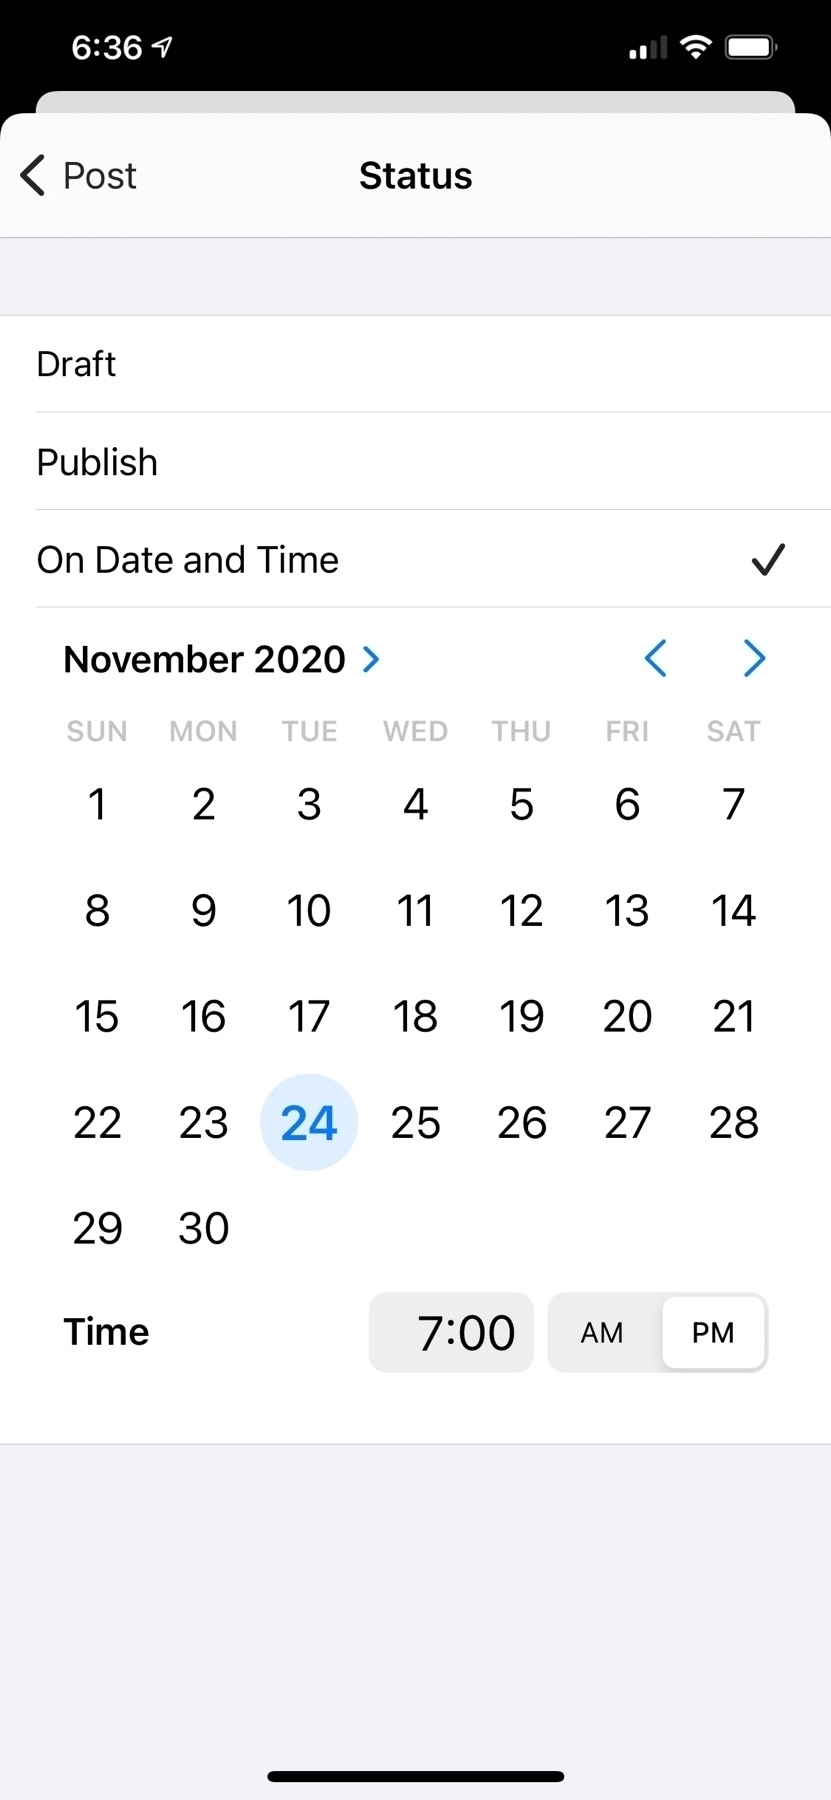 6:36
Post Status
Draft
Publish
On Date and Time
November 2020
SUN MON TUE WED THU FRI SAT
1 2 3 4 5 6 7
8 9 10 11 12 13 14
15 16 17 18 19 20 21
22 23 24 25 26 27 28
29 30
Time 7:00 AM PM